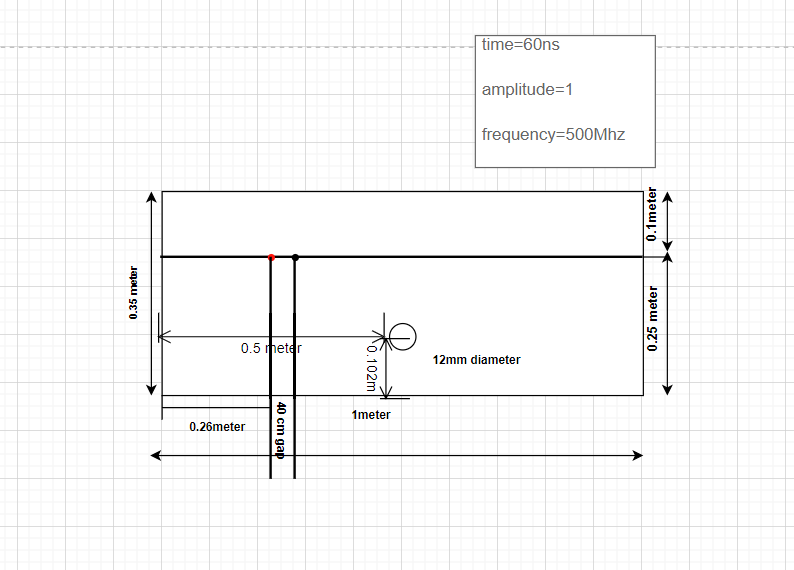 time=60ns
amplitude=1
frequency=500Mhz
0.1meter
0.35 meter
0.25 meter
0.5 meter
0.102m
12mm diameter
1meter
0.26meter
40 cm gap